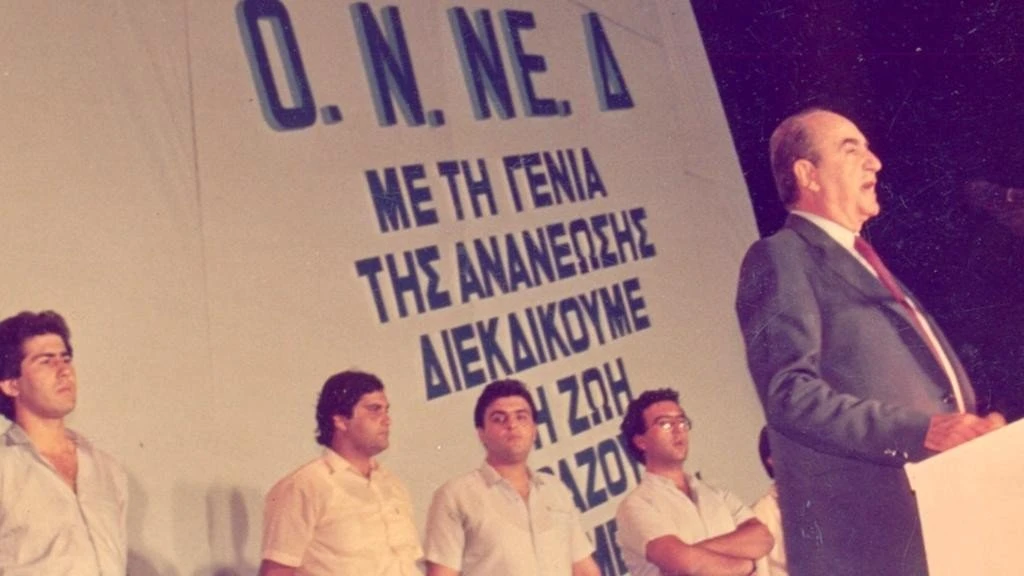 Ο. Ν. ΝΕ. Δ
ΜΕ ΤΗ ΓΕΝΙΑ
ΤΗΣ ΑΝΑΝΕΩΣΗΣ
ΔΙΕΚΔΙΚΟΥΜΕ
ΖΩΗ